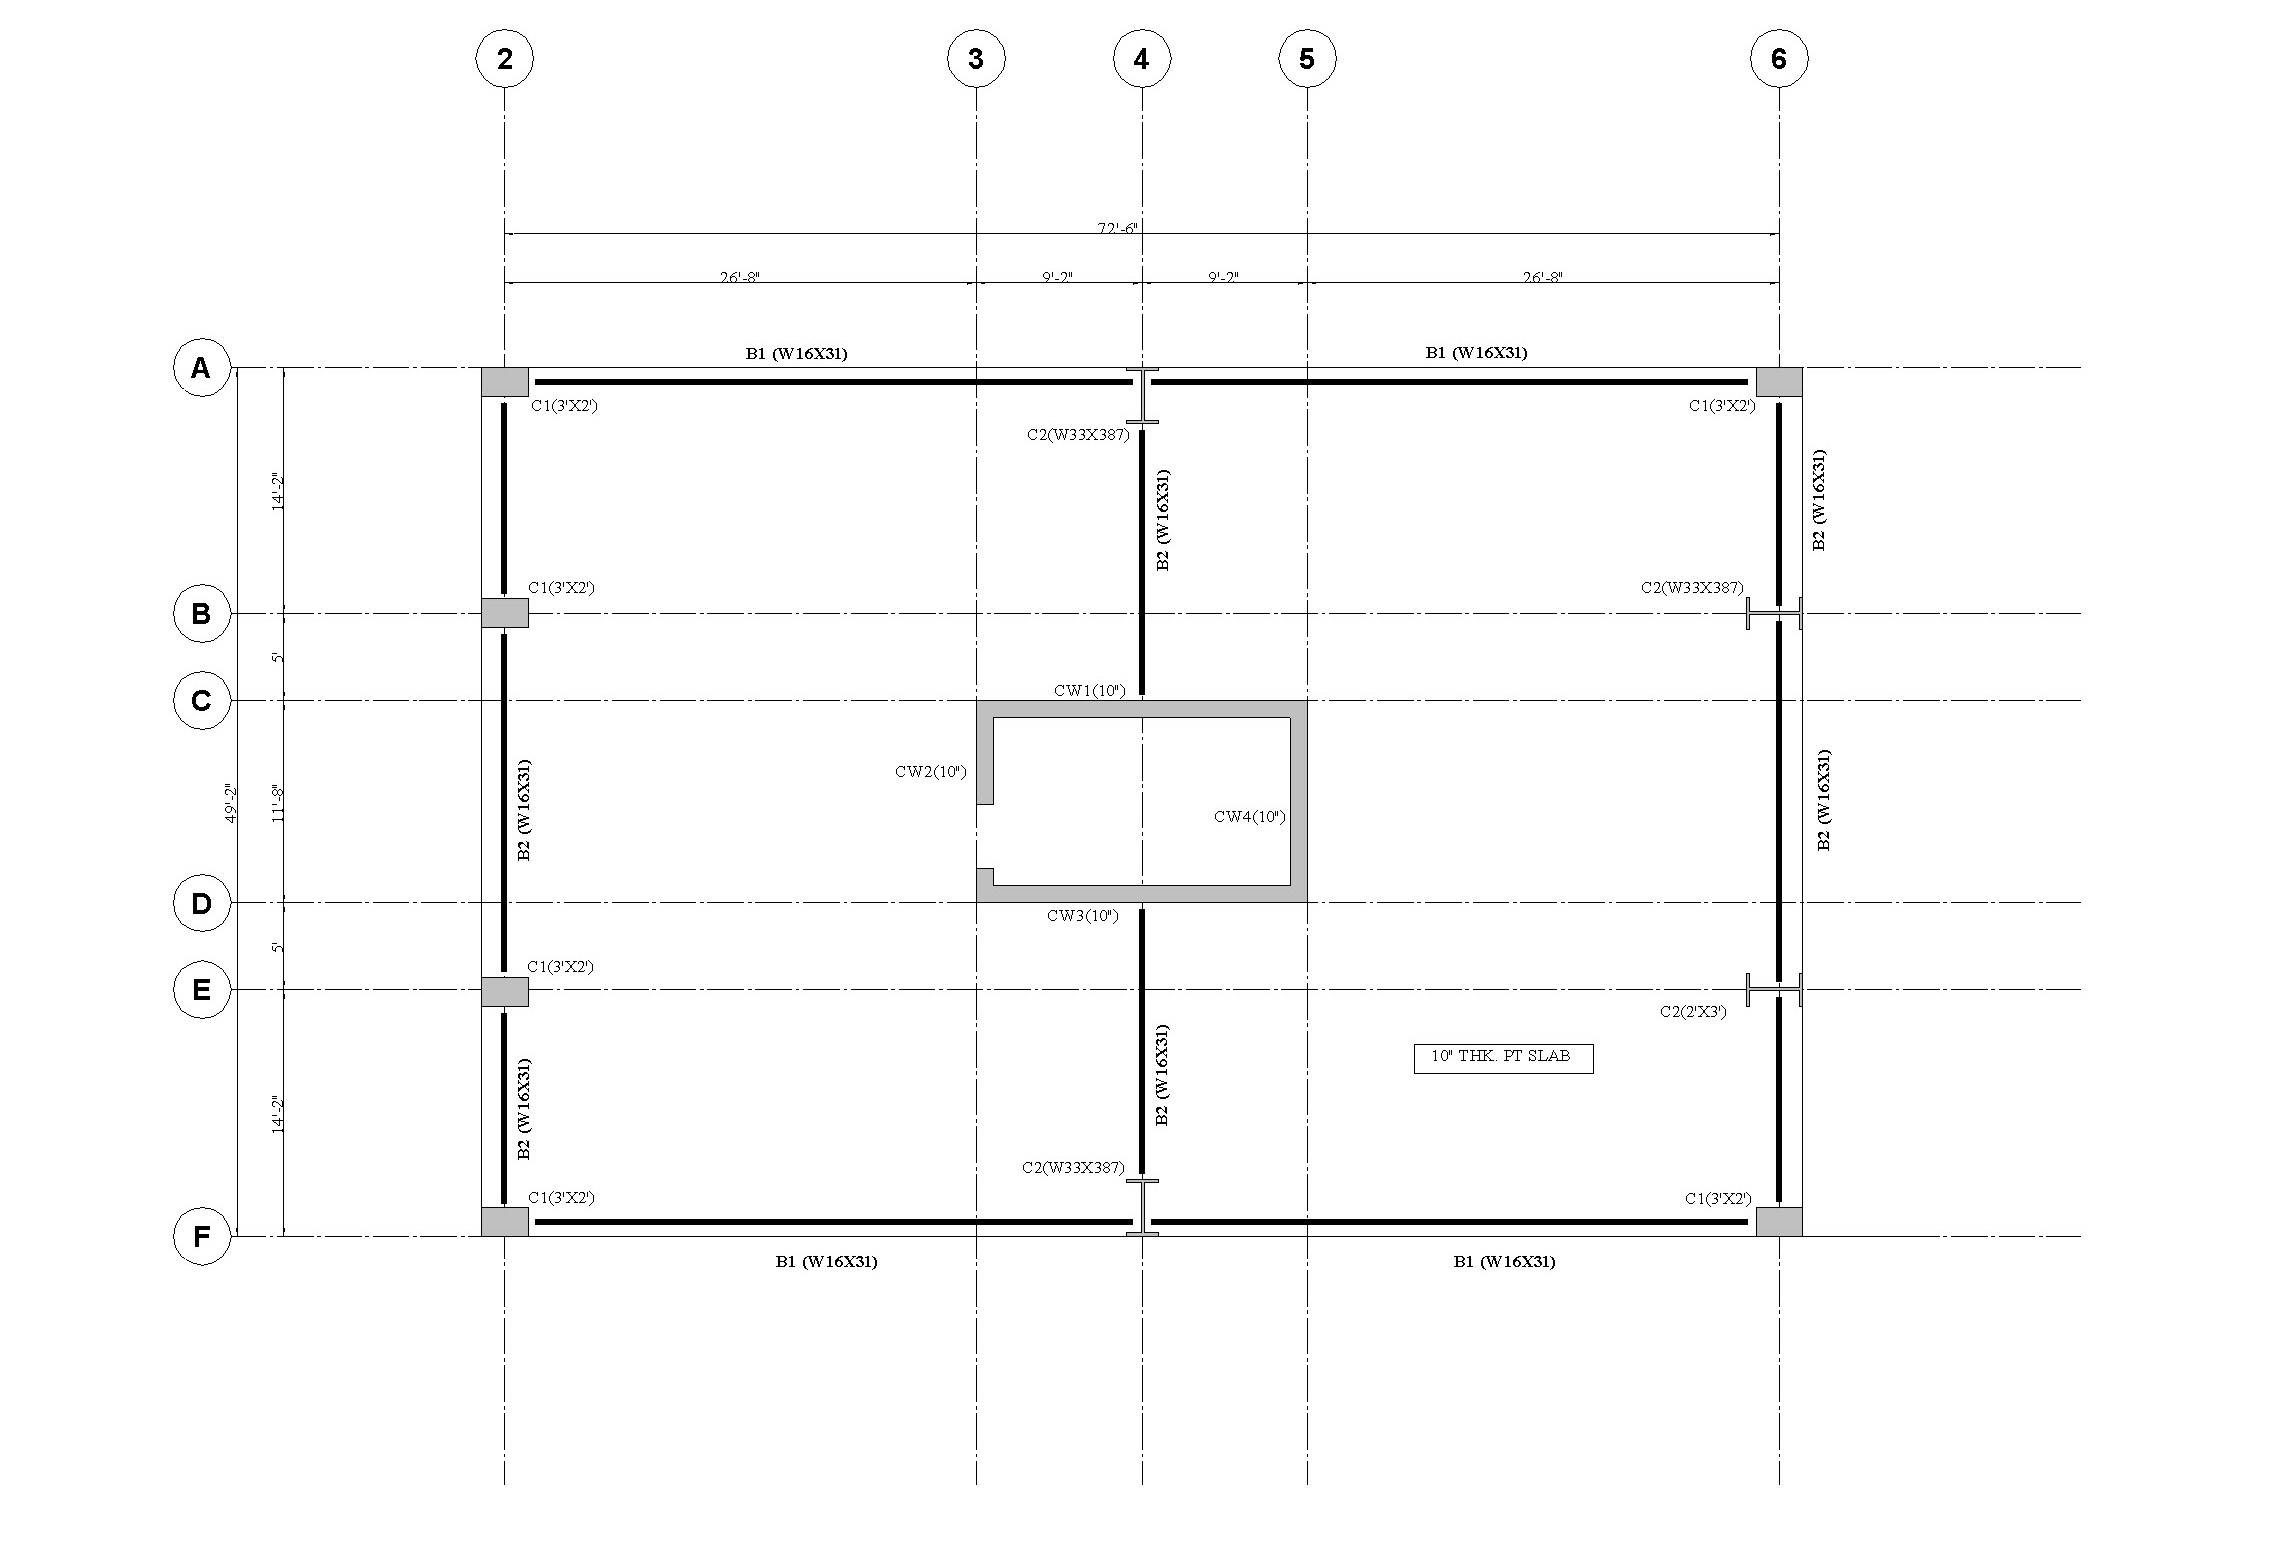 2
3
4
5
6
72'-6"
26'-8"
9'-2"
9'-2"
26'-8"
B1 (W16X31)
B1 (W16X31)
A
C1(3'X2')
C1(3'X2')
C2(W33X387)
14'-2"
B2 (W16X31)
B2 (W16X31)
C1(3'X2')
C2(W33X387)
B
5'
CW1(10")
C
CW2(10")
49'-2"
11'-8"
B2 (W16X31)
CW4(10")
B2 (W16X31)
D
CW3(10")
5'
C1(3'X2')
E
C2(2'X3')
10" THK. PT SLAB
B2 (W16X31)
B2 (W16X31)
14'-2"
C2(W33X387)
C1(3'X2')
C1(3'X2')
F
B1 (W16X31)
B1 (W16X31)